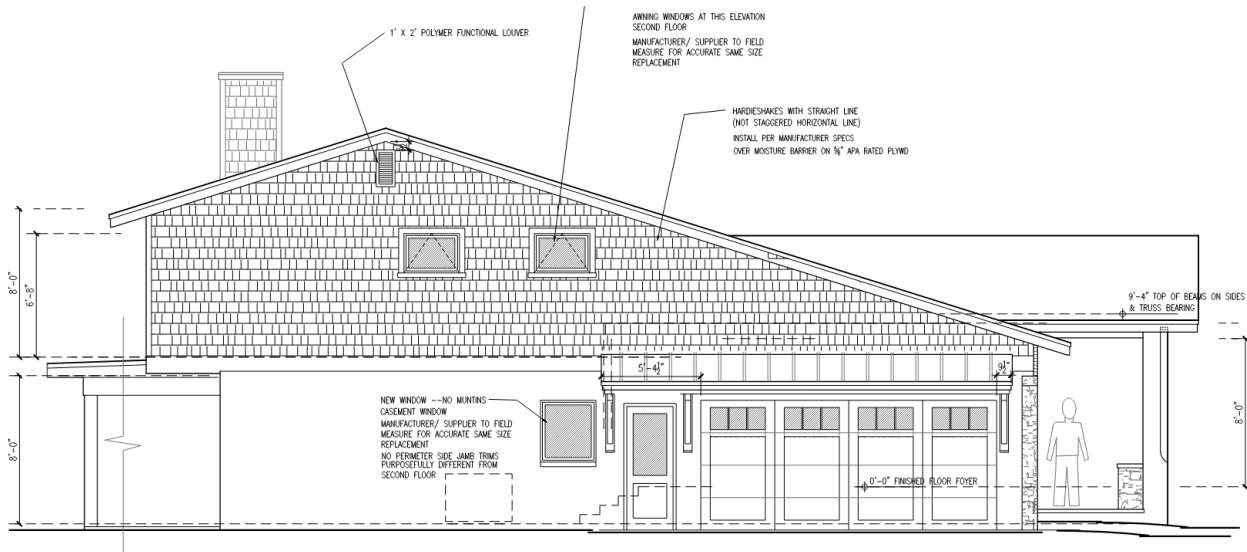 AWNING WINDOWS AT THIS ELEVATION
SECOND FLOOR
MANUFACTURER/ SUPPLIER TO FIELD
MEASURE FOR ACCURATE SAME SIZE
REPLACEMENT
1' X 2' POLYMER FUNCTIONAL LOUVER
HARDIESHAKES WITH STRAIGHT LINE
(NOT STAGGERED HORIZONTAL LINE)
INSTALL PER MANUFACTURER SPECS
OVER MOISTURE BARRIER ON ⅝" APA RATED PLYWD
8'-0"
6'-8"
9'-4" TOP OF BEAMS ON SIDES
& TRUSS BEARING
5'-4½"
9½"
NEW WINDOW --NO MUNTINS
CASEMENT WINDOW
MANUFACTURER/ SUPPLIER TO FIELD
MEASURE FOR ACCURATE SAME SIZE
REPLACEMENT
NO PERIMETER SIDE JAMB TRIMS
PURPOSEFULLY DIFFERENT FROM
SECOND FLOOR
8'-0"
8'-0"
0'-0" FINISHED FLOOR FOYER